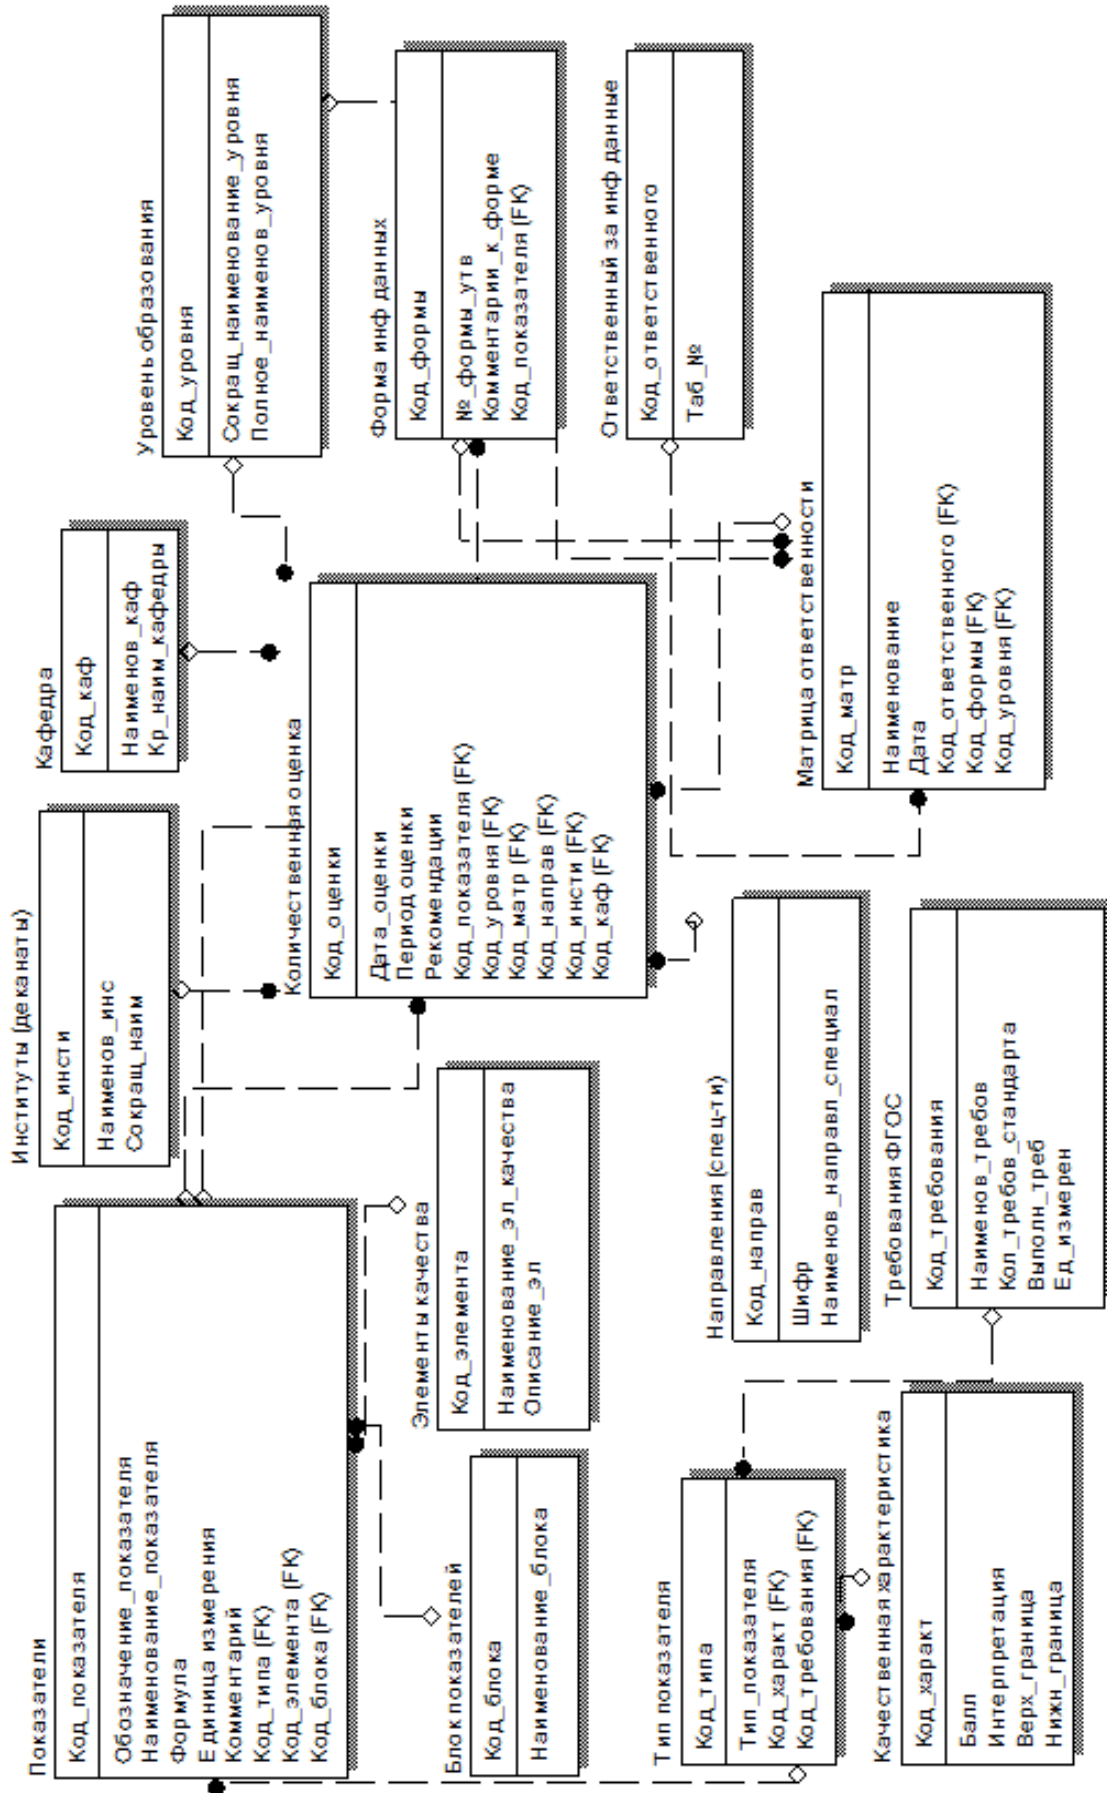 Показатели
Код_показателя
Обозначение_показателя
Наименование_показателя
Формула
Единица измерения
Комментарий
Код_типа (FK)
Код_элемента (FK)
Код_блока (FK)
Институты (деканаты)
Код_инсти
Наименов_инс
Сокращ_наим
Кафедра
Код_каф
Наименов_каф
Кр_наим_кафедры
Уровень образования
Код_уровня
Сокращ_наименование_уровня
Полное_наименов_уровня
Количественная оценка
Код_оценки
Дата_оценки
Период оценки
Рекомендации
Код_показателя (FK)
Код_уровня (FK)
Код_матр (FK)
Код_направ (FK)
Код_инсти (FK)
Код_каф (FK)
Форма инф данных
Код_формы
№_формы_утв
Комментарии_к_форме
Код_показателя (FK)
Элементы качества
Код_элемента
Наименование_эл_качества
Описание_эл
Блок показателей
Код_блока
Наименование_блока
Ответственный за инф данные
Код_ответственного
Таб_№
Тип показателя
Код_типа
Тип_показателя
Код_характ (FK)
Код_требования (FK)
Направления (спец-ти)
Код_направ
Шифр
Наименов_направл_специал
Матрица ответственности
Код_матр
Наименование
Дата
Код_ответственного (FK)
Код_формы (FK)
Код_уровня (FK)
Качественная характеристика
Код_характ
Балл
Интерпретация
Верх_граница
Нижн_граница
Требования ФГОС
Код_требования
Наименов_требов
Кол_требов_стандарта
Выполн_треб
Ед_измерен